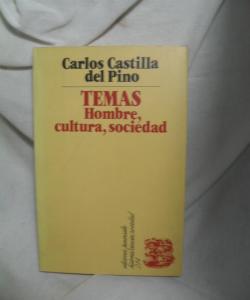 Carlos Castilla
del Pino
TEMAS
Hombre,
cultura, sociedad